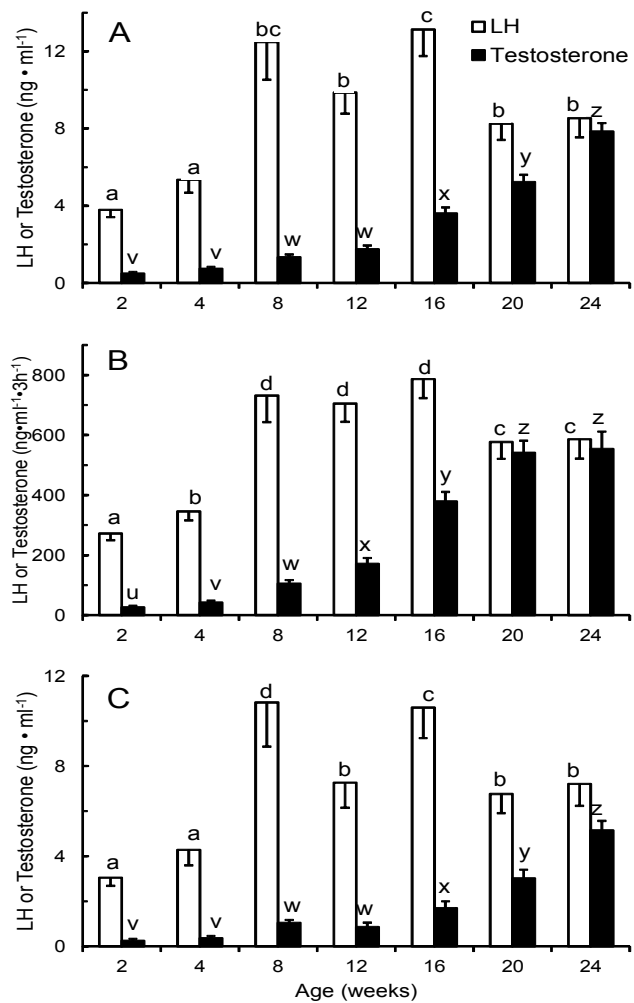 A
LH
Testosterone
LH or Testosterone (ng • ml⁻¹)
12
8
4
0
a v a v bc w b w c x b y b z
2 4 8 12 16 20 24
B
LH or Testosterone (ng•ml⁻¹•3h⁻¹)
800
600
400
200
0
a u b v d w d x d y c z c z
2 4 8 12 16 20 24
C
LH or Testosterone (ng • ml⁻¹)
12
8
4
0
a v a v d w b w c x b y b z
2 4 8 12 16 20 24
Age (weeks)